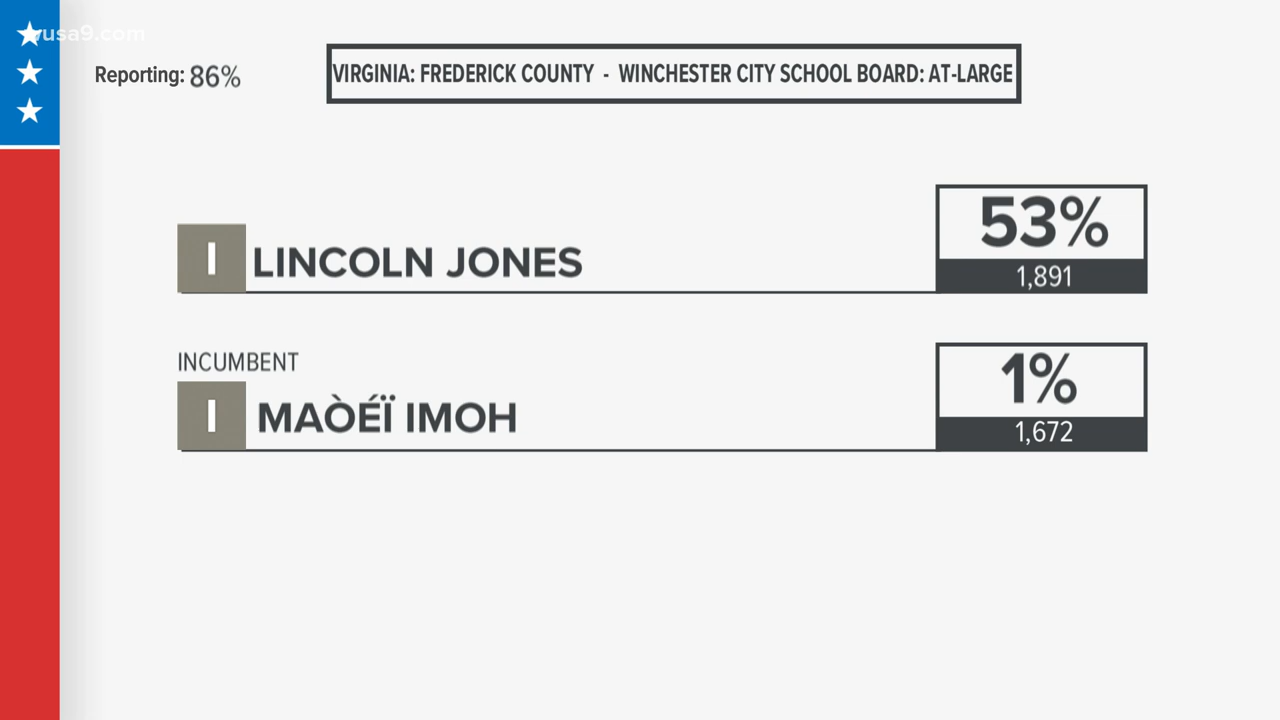 wusa9.com
Reporting: 86%
VIRGINIA: FREDERICK COUNTY - WINCHESTER CITY SCHOOL BOARD: AT-LARGE
53%
I LINCOLN JONES
1,891
INCUMBENT
1%
I MAÒÉÏ IMOH
1,672